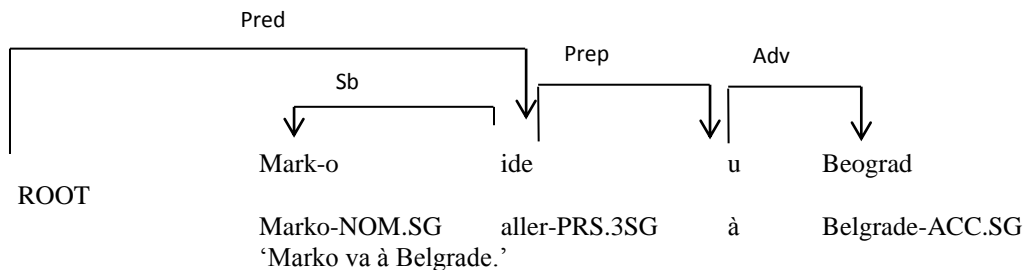 Pred
Prep Adv
Sb
Mark-o ide u Beograd
ROOT
Marko-NOM.SG aller-PRS.3SG à Belgrade-ACC.SG
‘Marko va à Belgrade.’